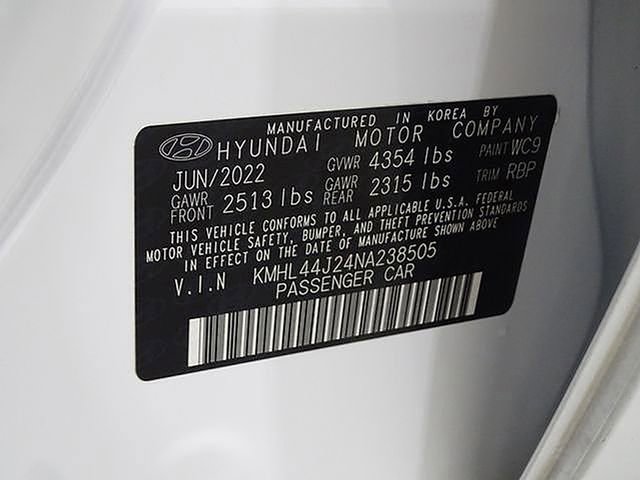 MANUFACTURED IN KOREA BY
HYUNDAI MOTOR COMPANY
JUN/2022 GVWR 4354 lbs PAINT WC9
GAWR FRONT 2513 lbs GAWR REAR 2315 lbs TRIM RBP
THIS VEHICLE CONFORMS TO ALL APPLICABLE U.S.A. FEDERAL
MOTOR VEHICLE SAFETY, BUMPER, AND THEFT PREVENTION STANDARDS
IN EFFECT ON THE DATE OF MANUFACTURE SHOWN ABOVE
V.I.N KMHL44J24NA238505
PASSENGER CAR